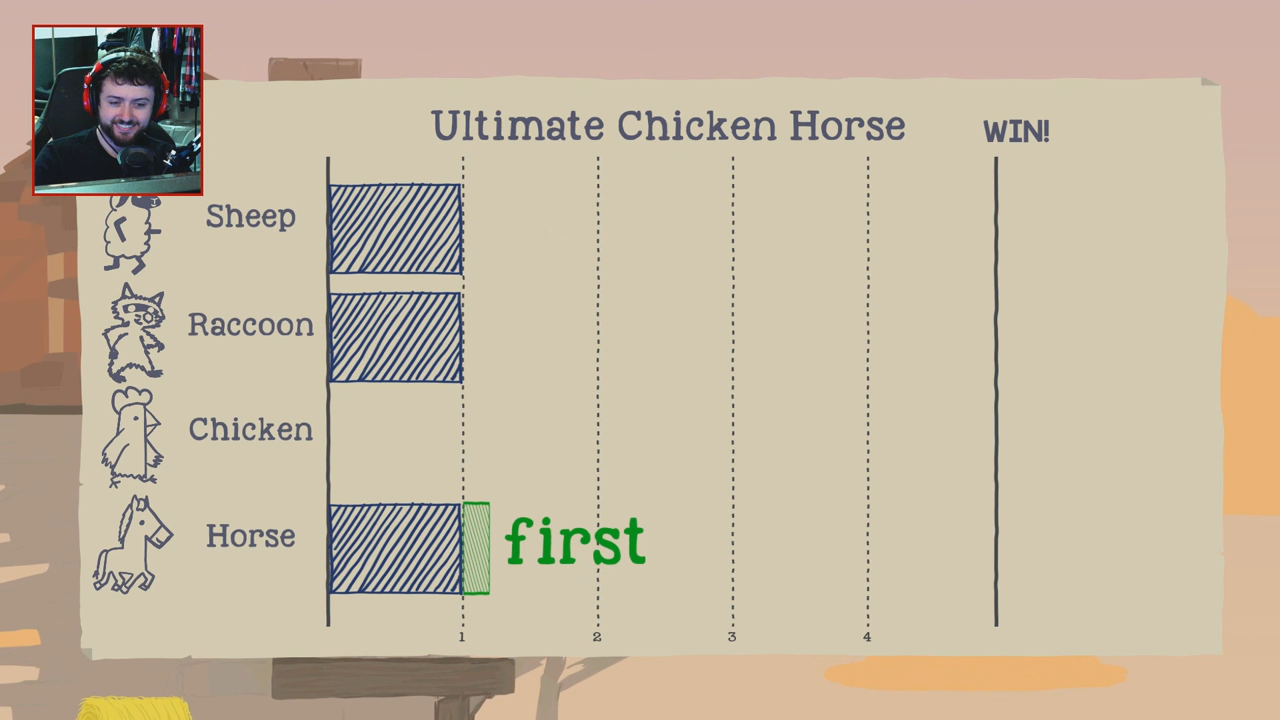 Ultimate Chicken Horse
WIN!
Sheep
Raccoon
Chicken
Horse
first
1 2 3 4